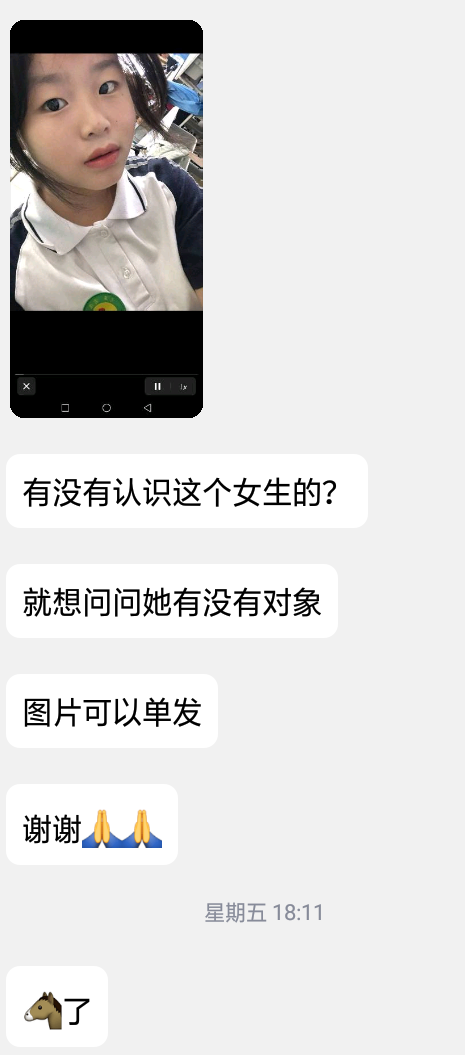 有没有认识这个女生的？
就想问问她有没有对象
图片可以单发
谢谢🙏🙏
星期五 18:11
🐴了